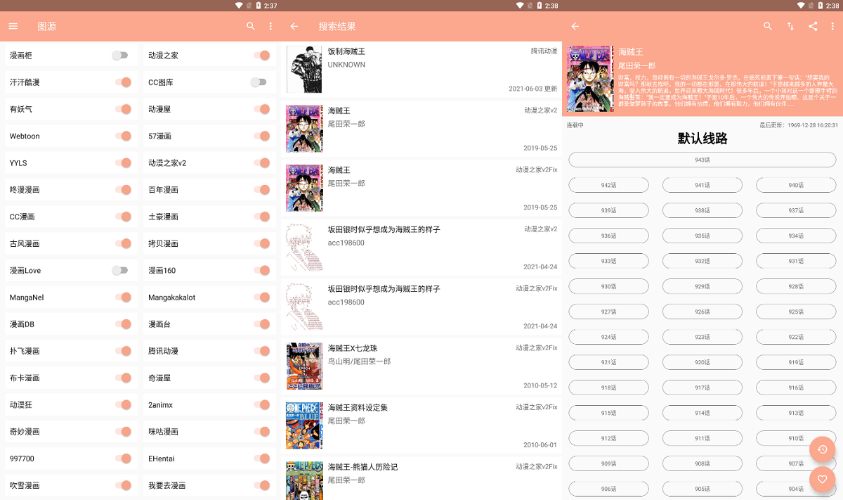 2:37
图源
漫画柜
动漫之家
汗汗酷漫
CC图库
有妖气
动漫屋
Webtoon
57漫画
YYLS
动漫之家v2
咚漫漫画
百年漫画
CC漫画
土豪漫画
古风漫画
拷贝漫画
漫画Love
漫画160
MangaNel
Mangakakalot
漫画DB
漫画台
扑飞漫画
腾讯动漫
布卡漫画
奇漫屋
动漫狂
2animx
奇妙漫画
咪咕漫画
997700
EHentai
吹雪漫画
我要去漫画
2:38
搜索结果
饭制海贼王
腾讯动漫
UNKNOWN
2021-06-03 更新
海贼王
动漫之家v2
尾田荣一郎
2019-05-25
海贼王
动漫之家v2Fix
尾田荣一郎
2019-05-25
坂田银时似乎想成为海贼王的样子
动漫之家v2
acc198600
2021-04-24
坂田银时似乎想成为海贼王的样子
动漫之家v2Fix
acc198600
2021-04-24
海贼王X七龙珠
动漫之家v2Fix
鸟山明/尾田荣一郎
2010-05-12
海贼王资料设定集
动漫之家v2Fix
尾田荣一郎
2010-06-01
海贼王-熊猫人历险记
动漫之家v2Fix
尾田荣一郎
2:38
海贼王
尾田荣一郎
连载中
最后更新：1969-12-28 16:20:31
默认线路
943话
942话
941话
940话
939话
938话
937话
936话
935话
934话
933话
932话
931话
930话
929话
928话
927话
926话
925话
924话
923话
922话
921话
920话
919话
918话
917话
916话
915话
914话
913话
912话
911话
910话
909话
908话
907话
906话
905话
904话